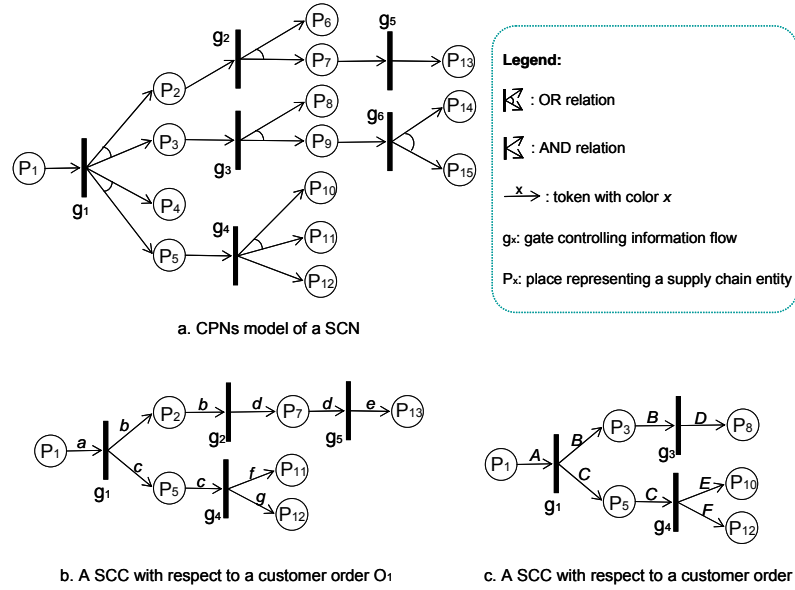 P6
g2
g5
P7
P13
P2
Legend:
P8
g6
P14
: OR relation
P3
P9
P1
g3
P15
: AND relation
g1
P4
P10
x
: token with color x
g4
P11
gx: gate controlling information flow
P5
P12
Px: place representing a supply chain entity
a. CPNs model of a SCN
b
P2
b
d
P7
d
e
P13
g2
g5
P1
a
c
g1
P5
c
f
P11
g
g4
P12
B
P3
B
D
P8
g3
P1
A
C
g1
P5
C
E
P10
F
g4
P12
b. A SCC with respect to a customer order O1
c. A SCC with respect to a customer order